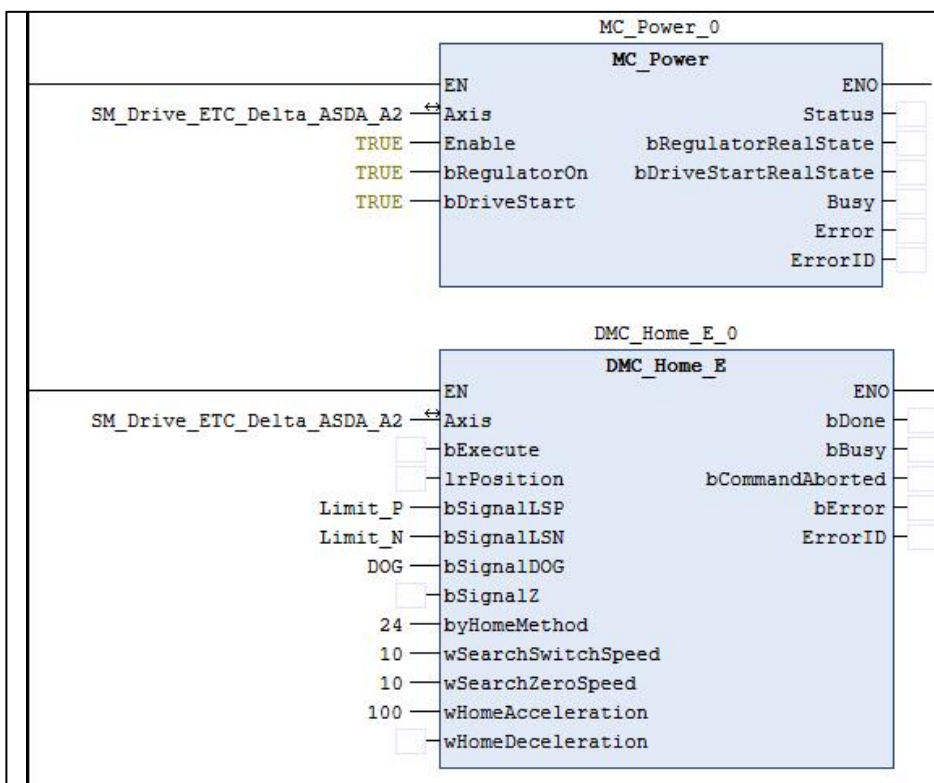 MC_Power_0
MC_Power
EN ENO
SM_Drive_ETC_Delta_ASDA_A2 Axis Status
TRUE Enable bRegulatorRealState
TRUE bRegulatorOn bDriveStartRealState
TRUE bDriveStart Busy
Error
ErrorID
DMC_Home_E_0
DMC_Home_E
EN ENO
SM_Drive_ETC_Delta_ASDA_A2 Axis bDone
bExecute bBusy
lrPosition bCommandAborted
Limit_P bSignalLSP bError
Limit_N bSignalLSN ErrorID
DOG bSignalDOG
bSignalZ
24 byHomeMethod
10 wSearchSwitchSpeed
10 wSearchZeroSpeed
100 wHomeAcceleration
wHomeDeceleration